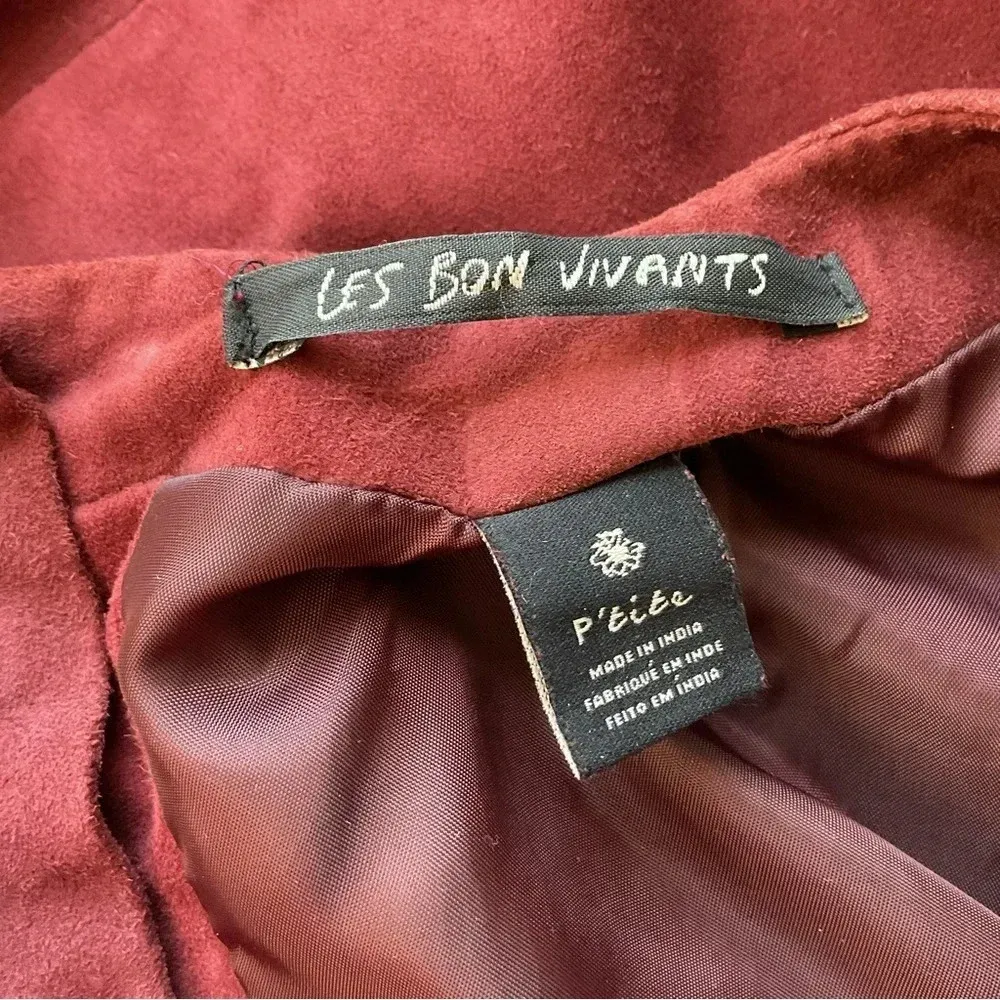 LES BON VIVANTS
P'tite
MADE IN INDIA
FABRIQUÉ EN INDE
FEITO EM ÍNDIA